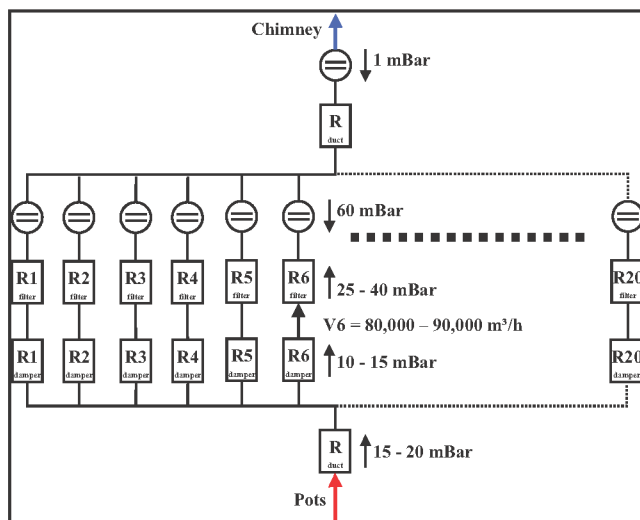 Chimney
1 mBar
R
duct
60 mBar
R1 R2 R3 R4 R5 R6 R20
filter filter filter filter filter filter filter
25 - 40 mBar
V6 = 80,000 – 90,000 m³/h
R1 R2 R3 R4 R5 R6 R20
damper damper damper damper damper damper damper
10 - 15 mBar
R
duct
15 - 20 mBar
Pots